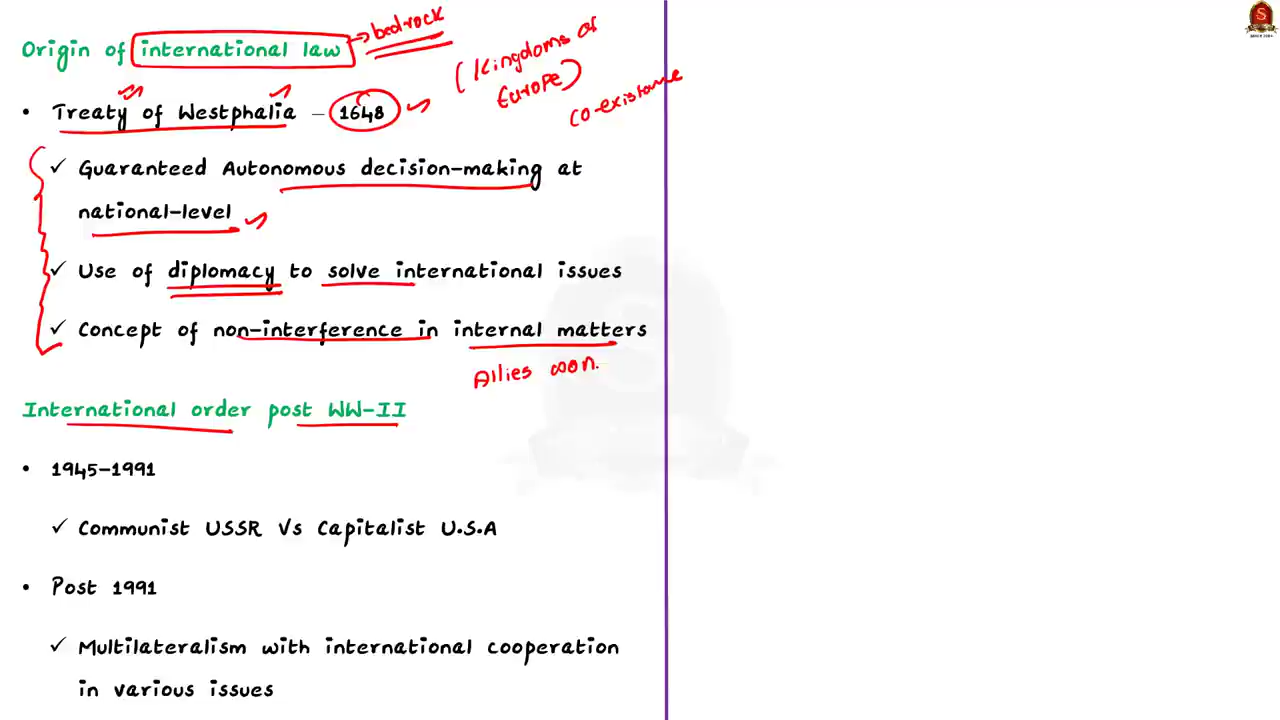 Origin of international law → bedrock
(Kingdoms of
Europe)
co-existance
• Treaty of Westphalia – 1648
✓ Guaranteed Autonomous decision-making at
national-level
✓ Use of diplomacy to solve international issues
✓ Concept of non-interference in internal matters
Allies won.
International order post WW-II
• 1945-1991
✓ Communist USSR Vs Capitalist U.S.A
• Post 1991
✓ Multilateralism with international cooperation
in various issues
S